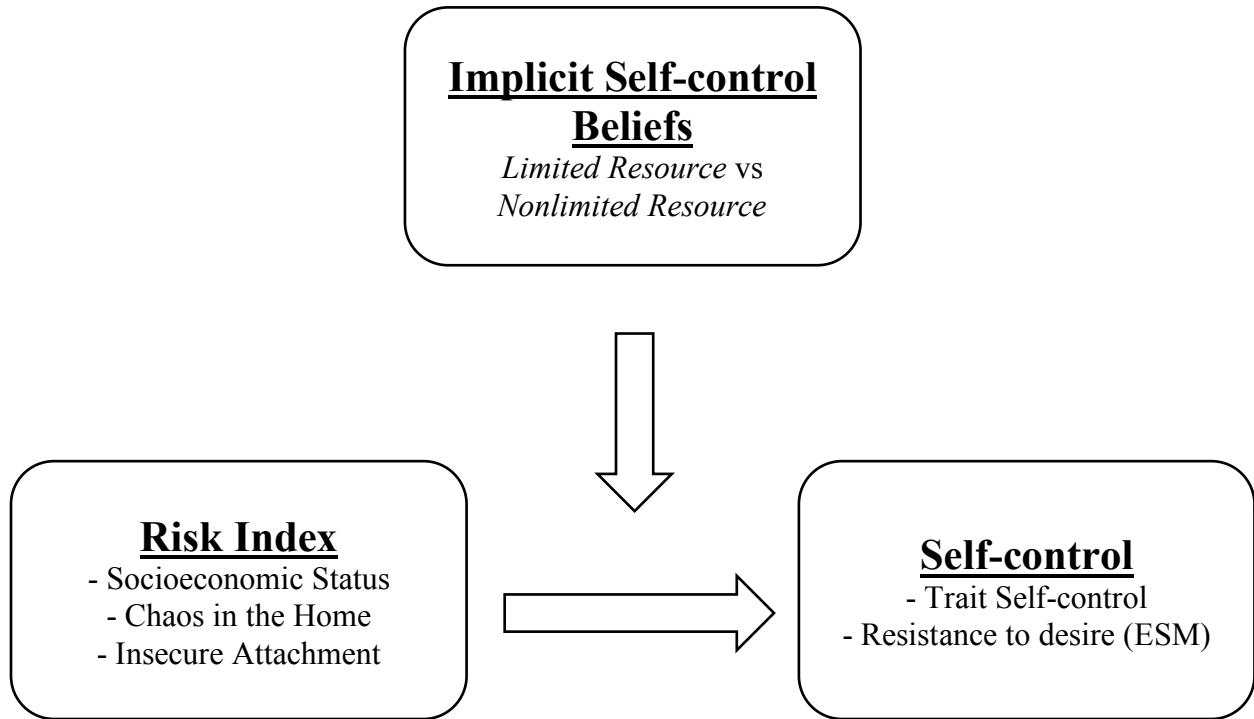 Implicit Self-control
Beliefs
Limited Resource vs
Nonlimited Resource
Risk Index
- Socioeconomic Status
- Chaos in the Home
- Insecure Attachment
Self-control
- Trait Self-control
- Resistance to desire (ESM)